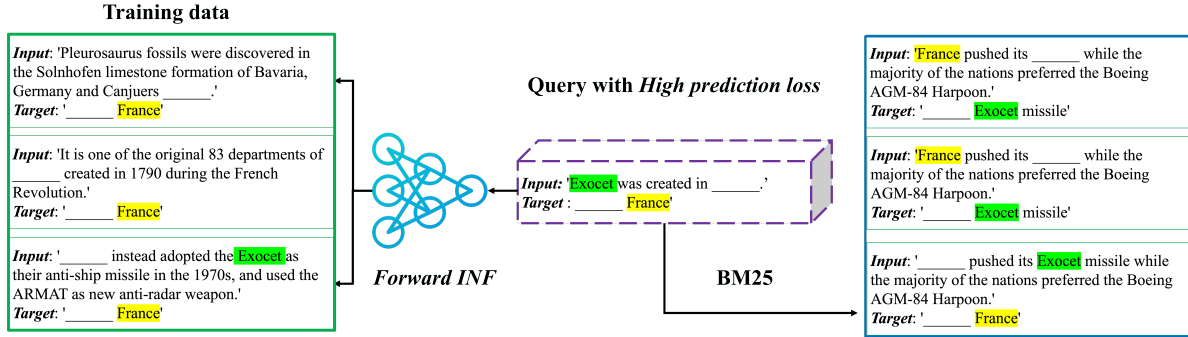 Training data
Input: 'Pleurosaurus fossils were discovered in
the Solnhofen limestone formation of Bavaria,
Germany and Canjuers ______.'
Target: '______ France'
Input: 'It is one of the original 83 departments of
______ created in 1790 during the French
Revolution.'
Target: '______ France'
Input: '______ instead adopted the Exocet as
their anti-ship missile in the 1970s, and used the
ARMAT as new anti-radar weapon.'
Target: '______ France'
Forward INF
Query with High prediction loss
Input: 'Exocet was created in ______.'
Target : ______ France'
BM25
Input: 'France pushed its ______ while the
majority of the nations preferred the Boeing
AGM-84 Harpoon.'
Target: '______ Exocet missile'
Input: 'France pushed its ______ while the
majority of the nations preferred the Boeing
AGM-84 Harpoon.'
Target: '______ Exocet missile'
Input: '______ pushed its Exocet missile while
the majority of the nations preferred the Boeing
AGM-84 Harpoon.'
Target: '______ France'